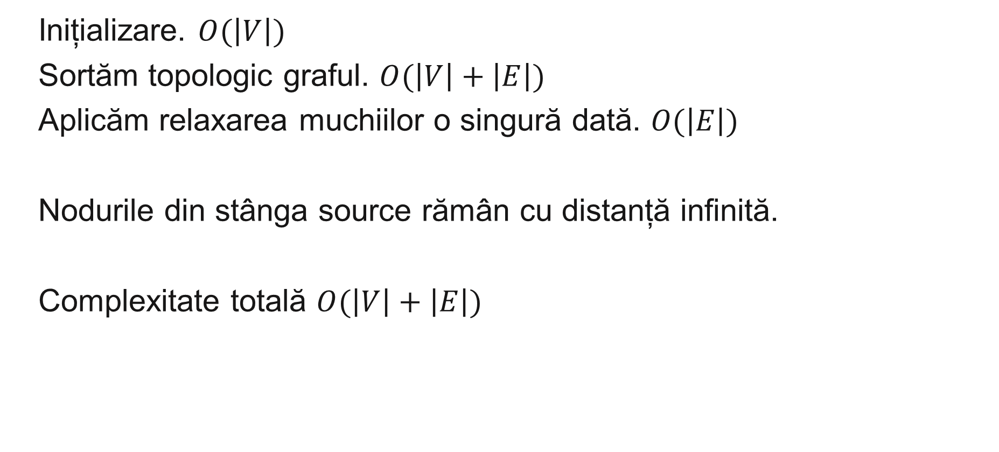 Inițializare. O(|V|)
Sortăm topologic graful. O(|V| + |E|)
Aplicăm relaxarea muchiilor o singură dată. O(|E|)
Nodurile din stânga source rămân cu distanță infinită.
Complexitate totală O(|V| + |E|)